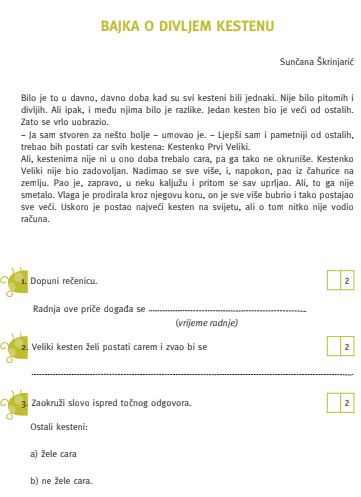 BAJKA O DIVLJEM KESTENU
Sunčana Škrinjarić
Bilo je to u davno, davno doba kad su svi kesteni bili jednaki. Nije bilo pitomih i
divljih. Ali ipak, i među njima bilo je razlike. Jedan kesten bio je veći od ostalih.
Zato se vrlo uobrazio.
– Ja sam stvoren za nešto bolje – umovao je. – Ljepši sam i pametniji od ostalih,
trebao bih postati car svih kestena: Kestenko Prvi Veliki.
Ali, kestenima nije ni u ono doba trebalo cara, pa ga tako ne okruniše. Kestenko
Veliki nije bio zadovoljan. Nadimao se sve više, i, napokon, pao iz čahurice na
zemlju. Pao je, zapravo, u neku kaljužu i pritom se sav uprljao. Ali, to ga nije
smetalo. Vlaga je prodirala kroz njegovu koru, on je sve više bubrio i tako postajao
sve veći. Uskoro je postao najveći kesten na svijetu, ali o tom nitko nije vodio
računa.
1. Dopuni rečenicu. 2
Radnja ove priče događa se
(vrijeme radnje)
2. Veliki kesten želi postati carem i zvao bi se 2
3. Zaokruži slovo ispred točnog odgovora. 2
Ostali kesteni:
a) žele cara
b) ne žele cara.